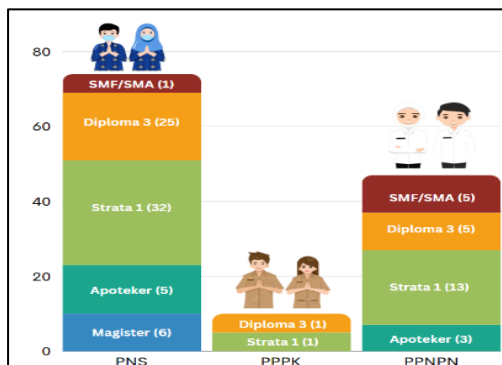 80
60
40
20
0
SMF/SMA (1)
Diploma 3 (25)
Strata 1 (32)
Apoteker (5)
Magister (6)
Diploma 3 (1)
Strata 1 (1)
SMF/SMA (5)
Diploma 3 (5)
Strata 1 (13)
Apoteker (3)
PNS
PPPK
PPNPN